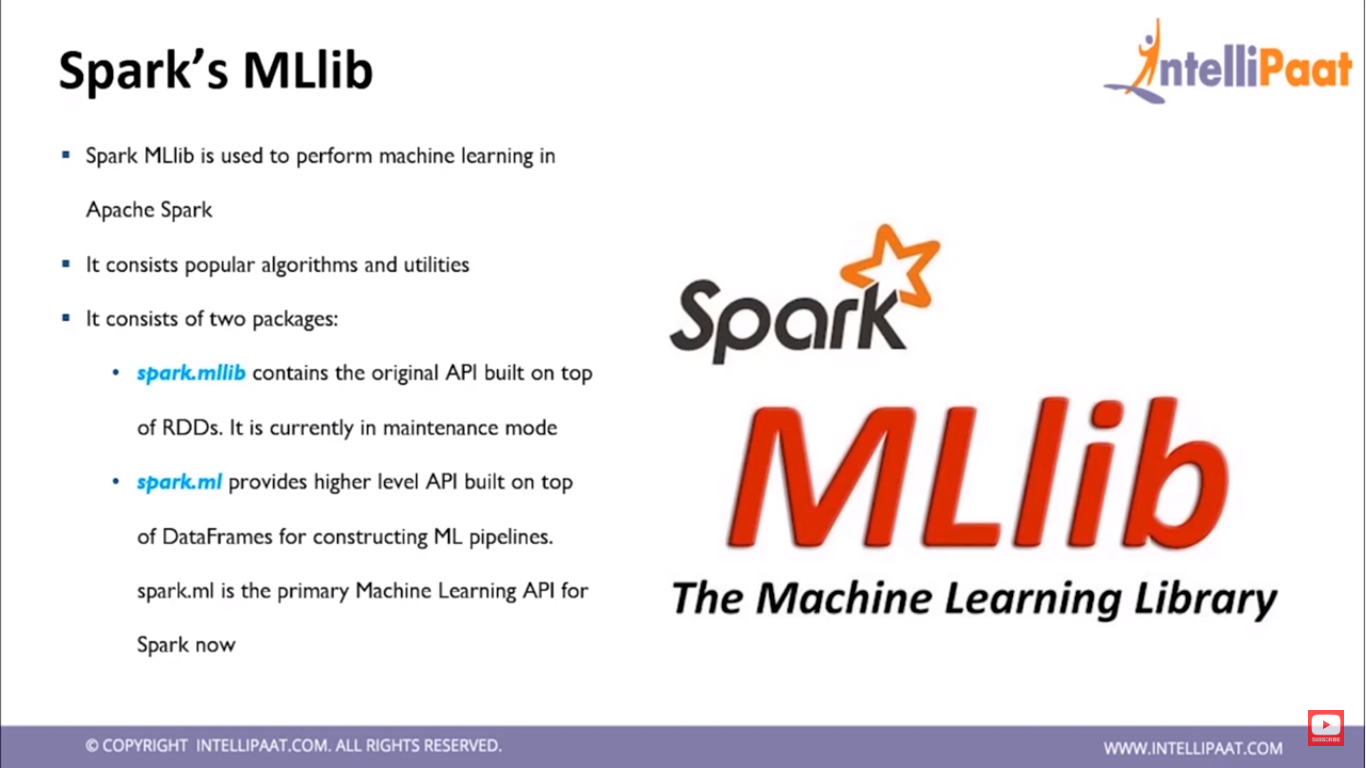 Spark's MLlib
IntelliPaat
Spark MLlib is used to perform machine learning in
Apache Spark
It consists popular algorithms and utilities
It consists of two packages:
spark.mllib contains the original API built on top
of RDDs. It is currently in maintenance mode
spark.ml provides higher level API built on top
of DataFrames for constructing ML pipelines.
spark.ml is the primary Machine Learning API for
Spark now
Spark
MLlib
The Machine Learning Library
© COPYRIGHT INTELLIPAAT.COM. ALL RIGHTS RESERVED.
WWW.INTELLIPAAT.COM
SUBSCRIBE